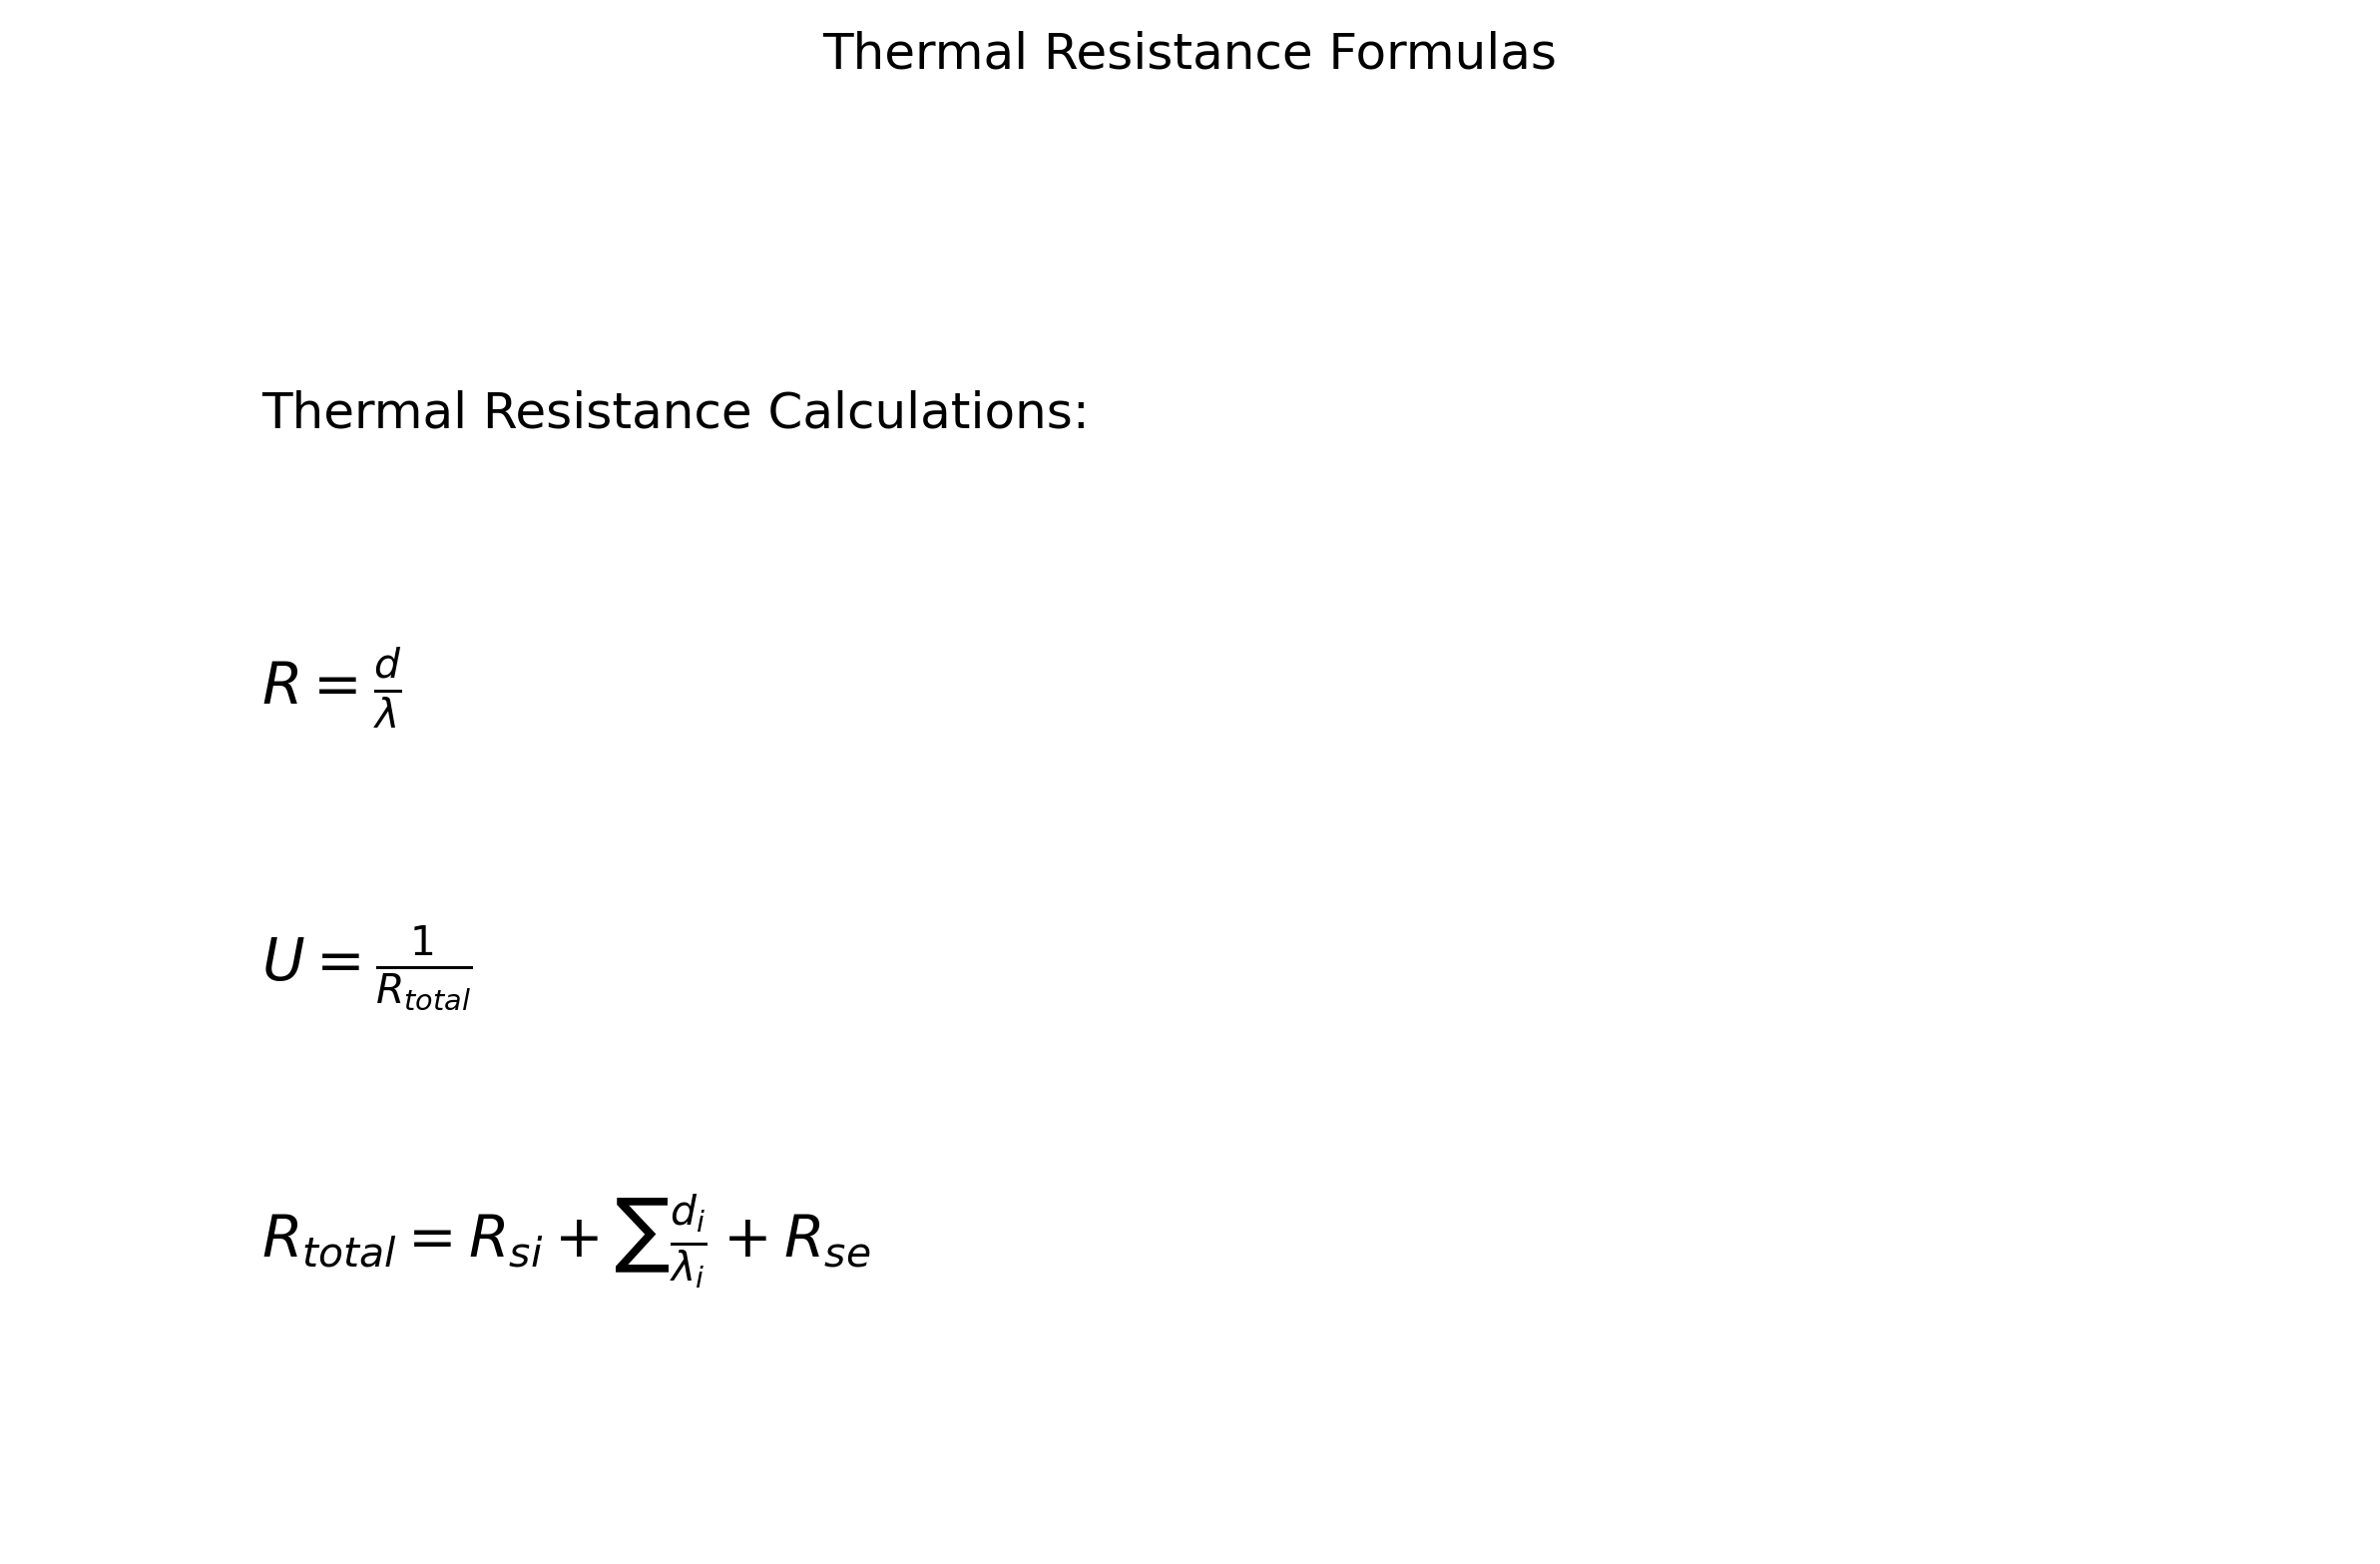 Thermal Resistance Formulas
Thermal Resistance Calculations:
$R = \frac{d}{\lambda}$
$U = \frac{1}{R_{total}}$
$R_{total} = R_{si} + \sum \frac{d_i}{\lambda_i} + R_{se}$